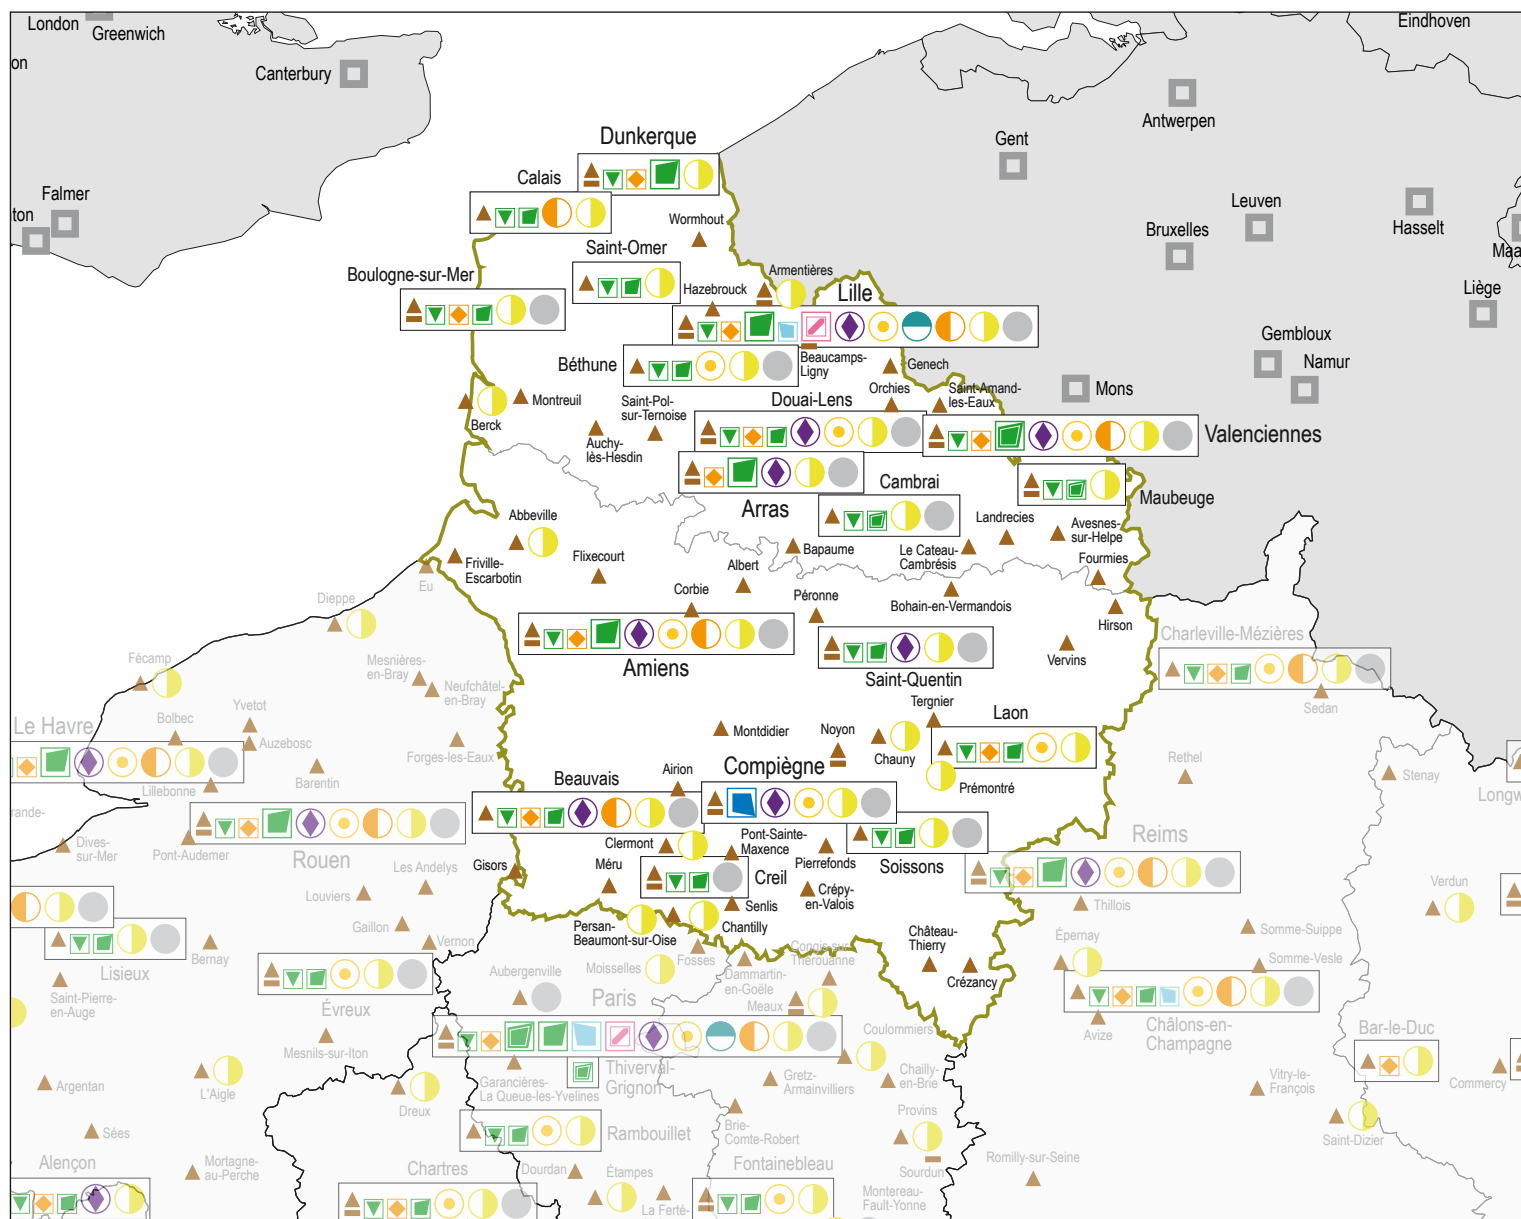 London
Greenwich
Eindhoven
on
Canterbury
Antwerpen
Dunkerque
Gent
Calais
Falmer
Leuven
ton
Wormhout
Bruxelles
Hasselt
Saint-Omer
Maa
Boulogne-sur-Mer
Armentières
Hazebrouck
Lille
Liège
Gembloux
Namur
Béthune
Beaucamps-
Ligny
Genech
Mons
Montreuil
Saint-Pol-
sur-Ternoise
Douai-Lens
Orchies
Saint-Amand-
les-Eaux
Berck
Auchy-
lès-Hesdin
Valenciennes
Cambrai
Maubeuge
Arras
Abbeville
Landrecies
Avesnes-
sur-Helpe
Flixecourt
Bapaume
Le Cateau-
Cambrésis
Friville-
Escarbotin
Fourmies
Eu
Albert
Corbie
Dieppe
Péronne
Bohain-en-Vermandois
Hirson
Charleville-Mézières
Fécamp
Mesnières-
en-Bray
Amiens
Vervins
Saint-Quentin
Neufchâtel-
en-Bray
Yvetot
Tergnier
Sedan
Bolbec
Le Havre
Laon
Montdidier
Noyon
Auzebosc
Forges-les-Eaux
Chauny
Rethel
Airion
Compiègne
Stenay
Beauvais
Barentin
Lillebonne
Prémontré
Longw
rande-
Clermont
Pont-Sainte-
Maxence
Reims
Dives-
sur-Mer
Pont-Audemer
Rouen
Les Andelys
Gisors
Méru
Pierrefonds
Soissons
Creil
Verdun
Louviers
Crépy-
en-Valois
Senlis
Thillois
Gaillon
Persan-
Beaumont-sur-Oise
Chantilly
Château-
Thierry
Épernay
Somme-Suippe
Vernon
Bernay
Congis-sur-
Thérouanne
Somme-Vesle
Lisieux
Fosses
Aubergenville
Moisselles
Dammartin-
en-Goële
Crézancy
Saint-Pierre-
en-Auge
Évreux
Paris
Meaux
Coulommiers
Avize
Châlons-en-
Champagne
Bar-le-Duc
Mesnils-sur-Iton
Thiverval-
Grignon
Chailly-
en-Brie
Gretz-
Armainvilliers
Argentan
L'Aigle
Garancières-
La Queue-les-Yvelines
Vitry-le-
François
Commercy
Dreux
Provins
Sées
Rambouillet
Brie-
Comte-Robert
Saint-Dizier
Alençon
Mortagne-
au-Perche
Chartres
Dourdan
Étampes
Fontainebleau
Sourdun
Romilly-sur-Seine
La Ferté-
Montereau-
Fault-Yonne